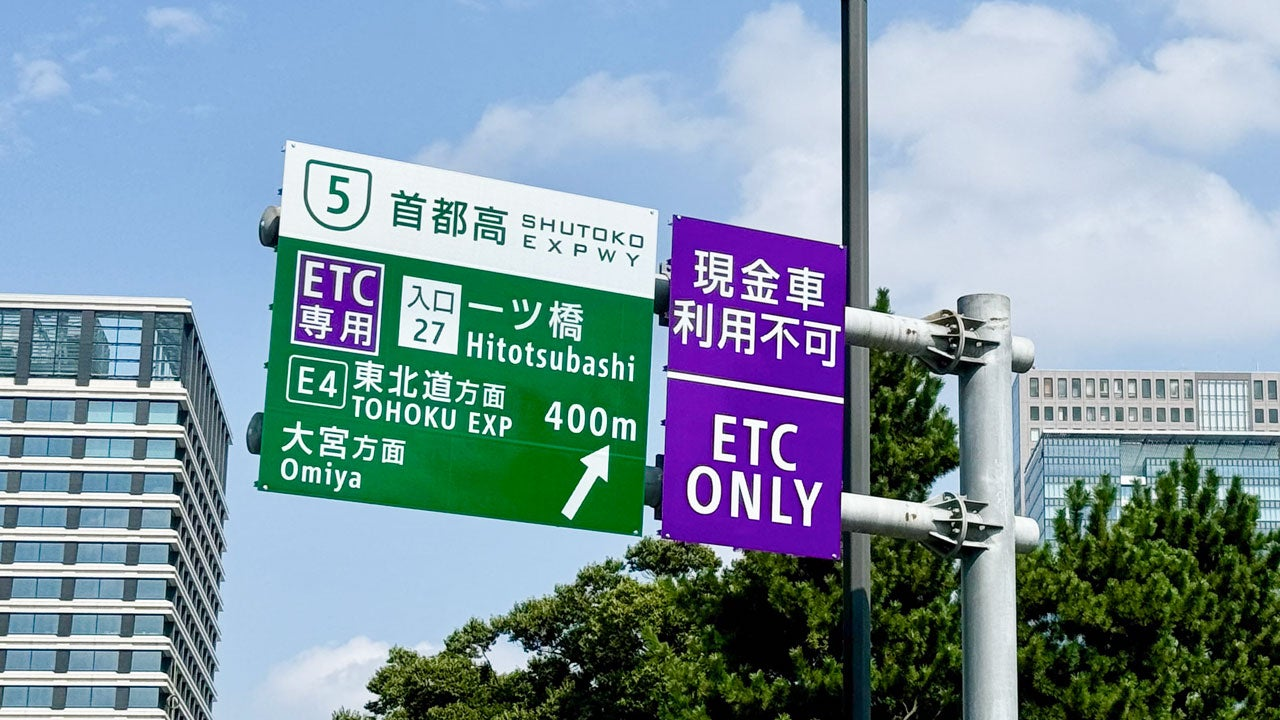 5 首都高 SHUTOKO
EXPWY
ETC
専用
入口
27
一ツ橋
Hitotsubashi
E4 東北道方面
TOHOKU EXP
400m
大宮方面
Omiya
現金車
利用不可
ETC
ONLY